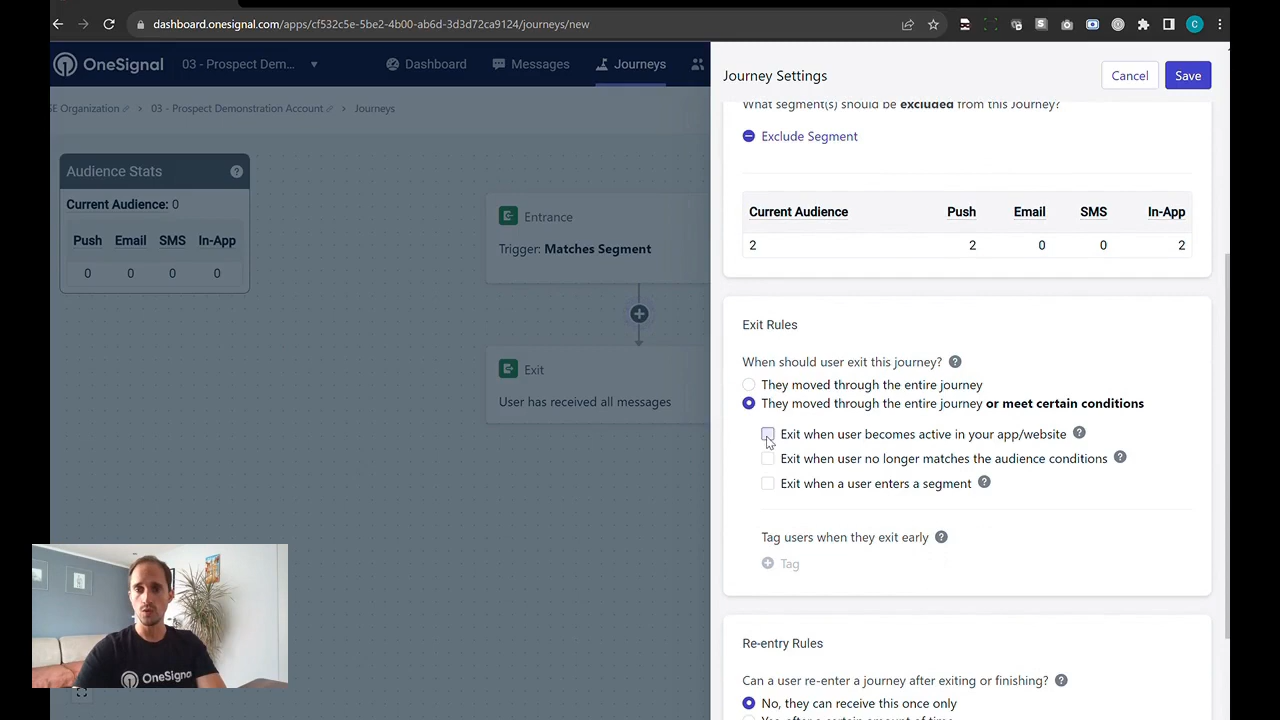 dashboard.onesignal.com/apps/cf532c5e-5be2-4b00-ab6d-3d3d72ca9124/journeys/new
C
OneSignal
03 - Prospect Dem...
Dashboard
Messages
Journeys
Journey Settings
Cancel
Save
SE Organization
03 - Prospect Demonstration Account
Journeys
What segment(s) should be excluded from this Journey?
Exclude Segment
Audience Stats
Current Audience: 0
Push Email SMS In-App
0 0 0 0
Entrance
Trigger: Matches Segment
Exit
User has received all messages
Current Audience Push Email SMS In-App
2 2 0 0 2
Exit Rules
When should user exit this journey?
They moved through the entire journey
They moved through the entire journey or meet certain conditions
Exit when user becomes active in your app/website
Exit when user no longer matches the audience conditions
Exit when a user enters a segment
Tag users when they exit early
Tag
Re-entry Rules
Can a user re-enter a journey after exiting or finishing?
No, they can receive this once only
Yes, after a certain amount of time
OneSignal